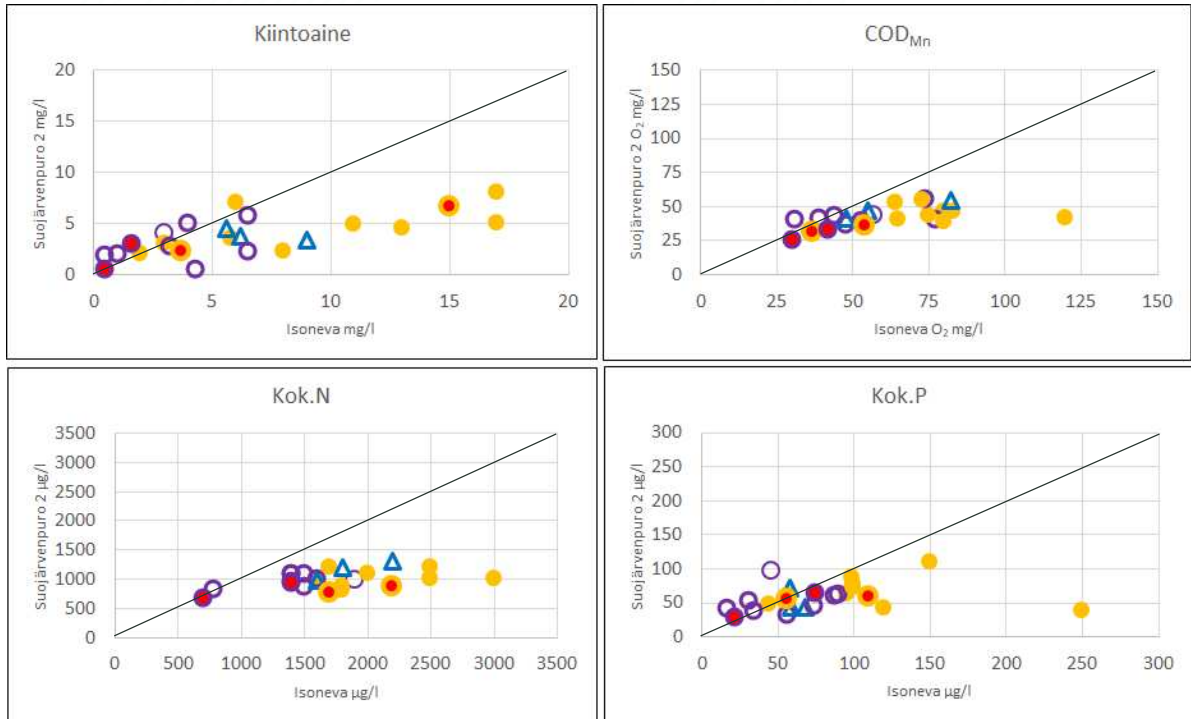 Kiintoaine
Suojärvenpuro 2 mg/l
20
15
10
5
0
0 5 10 15 20
Isoneva mg/l
COD_Mn
Suojärvenpuro 2 O₂ mg/l
150
125
100
75
50
25
0
0 25 50 75 100 125 150
Isoneva O₂ mg/l
Kok.N
Suojärvenpuro 2 µg/l
3500
3000
2500
2000
1500
1000
500
0
0 500 1000 1500 2000 2500 3000 3500
Isoneva µg/l
Kok.P
Suojärvenpuro 2 µg/l
300
250
200
150
100
50
0
0 50 100 150 200 250 300
Isoneva µg/l